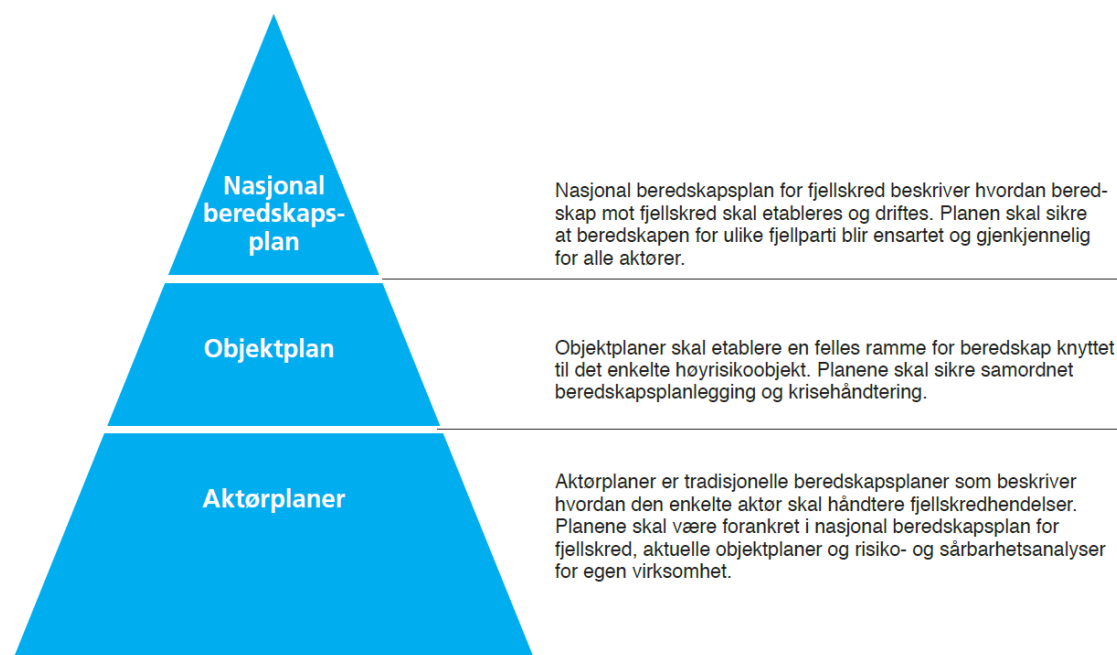 Nasjonal
beredskaps-
plan
Nasjonal beredskapsplan for fjellskred beskriver hvordan bered-
skap mot fjellskred skal etableres og driftes. Planen skal sikre
at beredskapen for ulike fjellparti blir ensartet og gjenkjennelig
for alle aktører.
Objektplan
Objektplaner skal etablere en felles ramme for beredskap knyttet
til det enkelte høyrisikoobjekt. Planene skal sikre samordnet
beredskapsplanlegging og krisehåndtering.
Aktørplaner
Aktørplaner er tradisjonelle beredskapsplaner som beskriver
hvordan den enkelte aktør skal håndtere fjellskredhendelser.
Planene skal være forankret i nasjonal beredskapsplan for
fjellskred, aktuelle objektplaner og risiko- og sårbarhetsanalyser
for egen virksomhet.